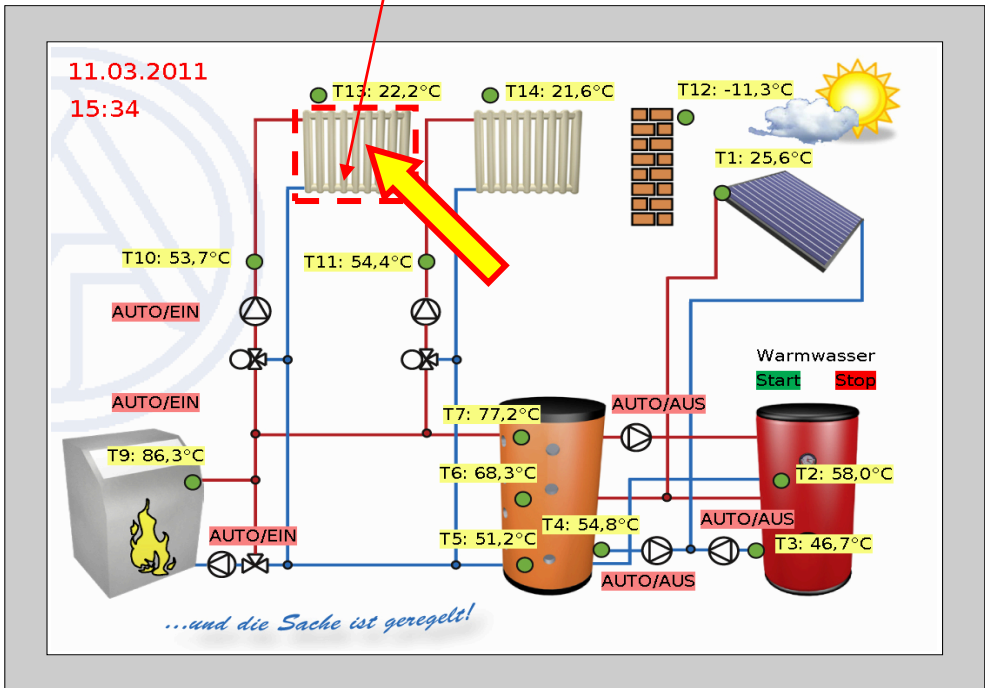 11.03.2011
15:34
T13: 22,2°C
T14: 21,6°C
T12: -11,3°C
T1: 25,6°C
T10: 53,7°C
T11: 54,4°C
AUTO/EIN
Warmwasser
Start Stop
AUTO/EIN
AUTO/AUS
T7: 77,2°C
T9: 86,3°C
T6: 68,3°C
T2: 58,0°C
T4: 54,8°C
AUTO/AUS
AUTO/EIN
T5: 51,2°C
T3: 46,7°C
AUTO/AUS
...und die Sache ist geregelt!